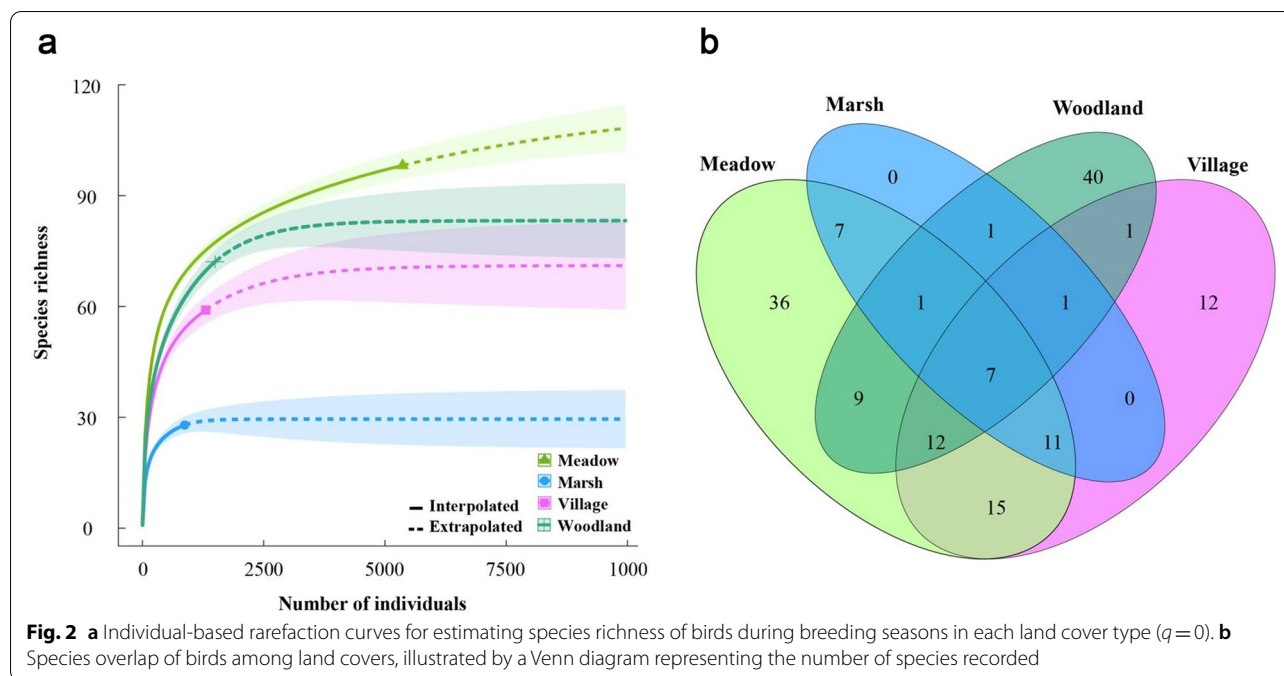 a
120
90
60
30
0
Species richness
0 2500 5000 7500 1000
Number of individuals
Interpolated
Extrapolated
Meadow
Marsh
Village
Woodland
b
Meadow
Marsh
Woodland
Village
0
40
7
1
1
36
1
1
12
7
9
0
12
11
15
Fig. 2 a Individual-based rarefaction curves for estimating species richness of birds during breeding seasons in each land cover type (q = 0). b
Species overlap of birds among land covers, illustrated by a Venn diagram representing the number of species recorded